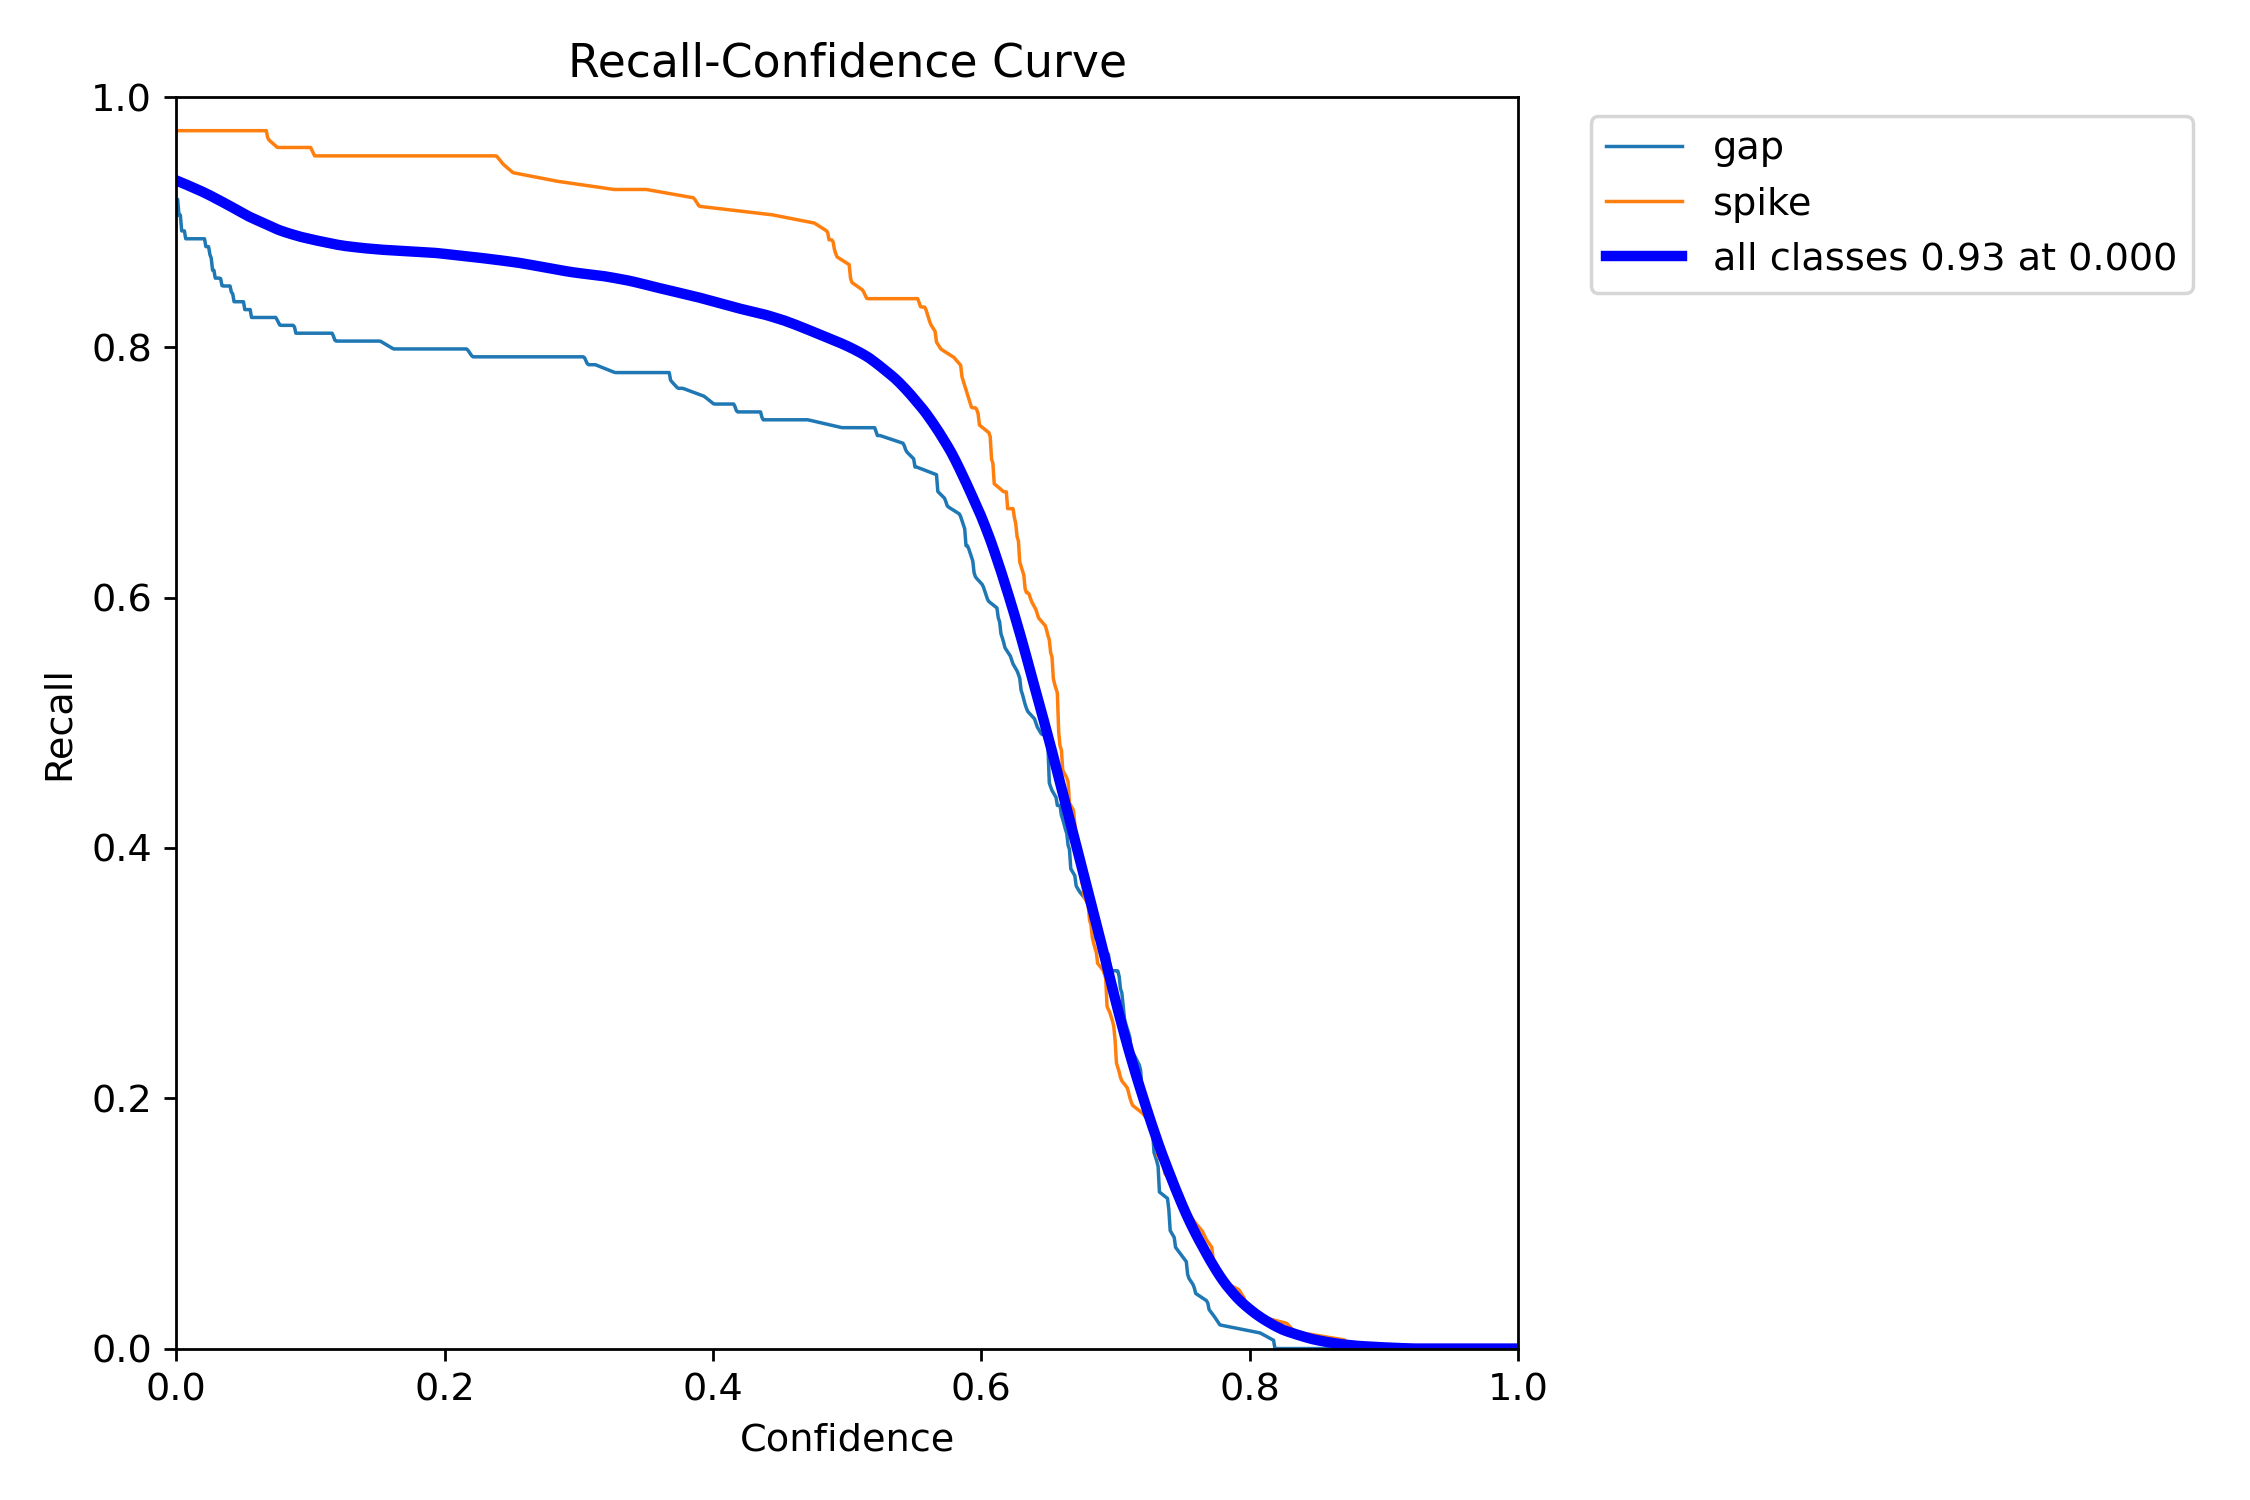 Recall-Confidence Curve
1.0
0.8
0.6
0.4
0.2
0.0
Recall
0.0 0.2 0.4 0.6 0.8 1.0
Confidence
gap
spike
all classes 0.93 at 0.000